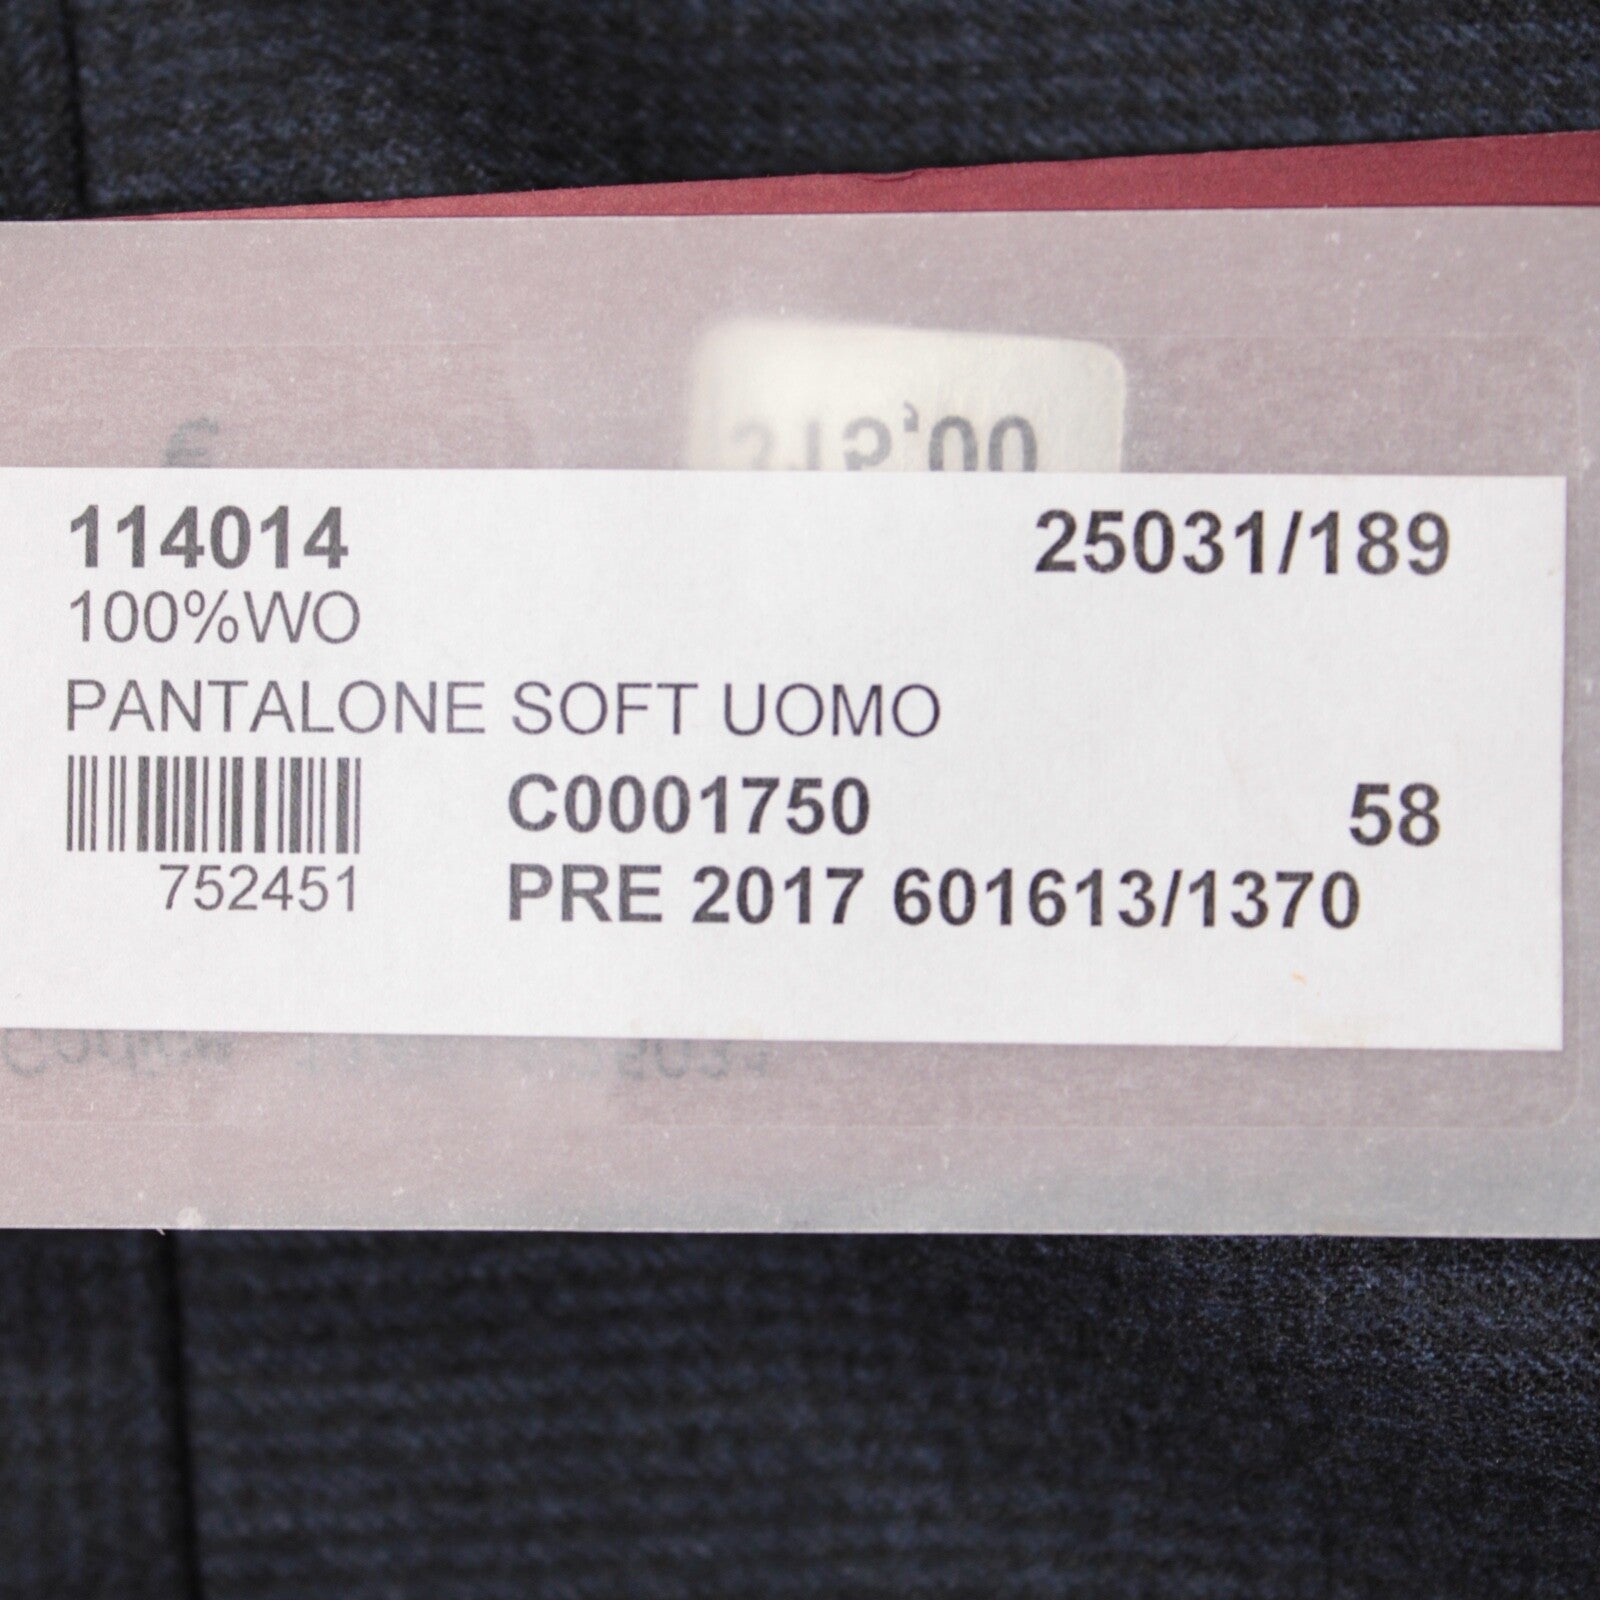 114014 25031/189
100%WO
PANTALONE SOFT UOMO
C0001750 58
752451 PRE 2017 601613/1370